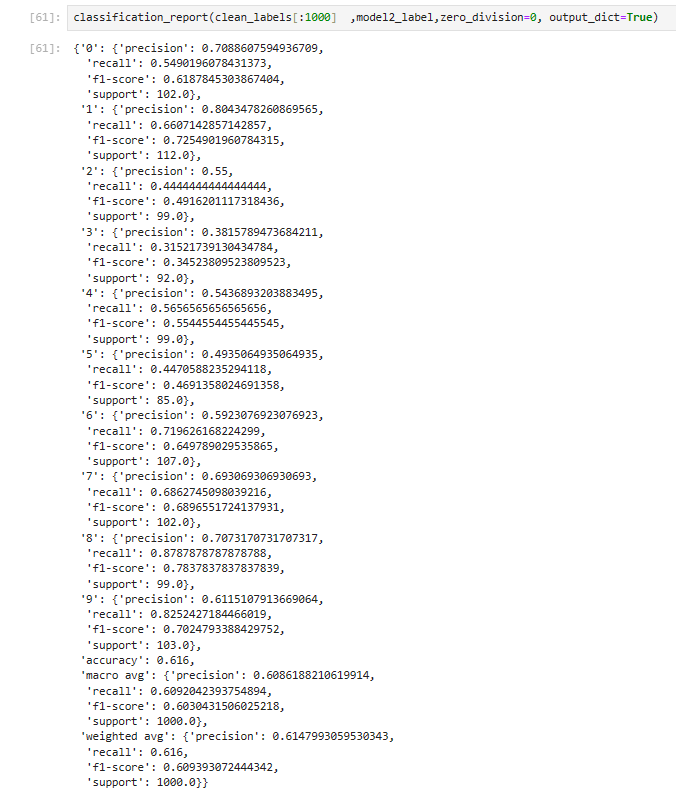 [61]: classification_report(clean_labels[:1000] ,model2_label,zero_division=0, output_dict=True)
[61]: {'0': {'precision': 0.7088607594936709,
'recall': 0.5490196078431373,
'f1-score': 0.6187845303867404,
'support': 102.0},
'1': {'precision': 0.8043478260869565,
'recall': 0.6607142857142857,
'f1-score': 0.7254901960784315,
'support': 112.0},
'2': {'precision': 0.55,
'recall': 0.4444444444444444,
'f1-score': 0.4916201117318436,
'support': 99.0},
'3': {'precision': 0.3815789473684211,
'recall': 0.31521739130434784,
'f1-score': 0.34523809523809523,
'support': 92.0},
'4': {'precision': 0.5436893203883495,
'recall': 0.5656565656565656,
'f1-score': 0.5544554455445545,
'support': 99.0},
'5': {'precision': 0.4935064935064935,
'recall': 0.4470588235294118,
'f1-score': 0.4691358024691358,
'support': 85.0},
'6': {'precision': 0.5923076923076923,
'recall': 0.719626168224299,
'f1-score': 0.649789029535865,
'support': 107.0},
'7': {'precision': 0.693069306930693,
'recall': 0.6862745098039216,
'f1-score': 0.6896551724137931,
'support': 102.0},
'8': {'precision': 0.7073170731707317,
'recall': 0.8787878787878788,
'f1-score': 0.7837837837837839,
'support': 99.0},
'9': {'precision': 0.6115107913669064,
'recall': 0.8252427184466019,
'f1-score': 0.7024793388429752,
'support': 103.0},
'accuracy': 0.616,
'macro avg': {'precision': 0.6086188210619914,
'recall': 0.6092042393754894,
'f1-score': 0.6030431506025218,
'support': 1000.0},
'weighted avg': {'precision': 0.6147993059530343,
'recall': 0.616,
'f1-score': 0.609393072444342,
'support': 1000.0}}